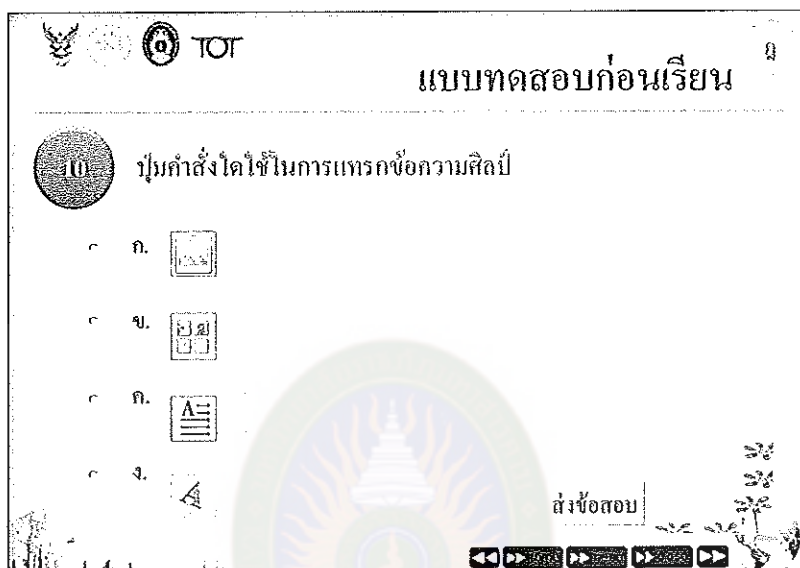 TOT
แบบทดสอบก่อนเรียน
10 ปุ่มคำสั่งใดใช้ในการแทรกข้อความศิลป์
ก.
ข.
ค.
ง.
ส่งข้อสอบ